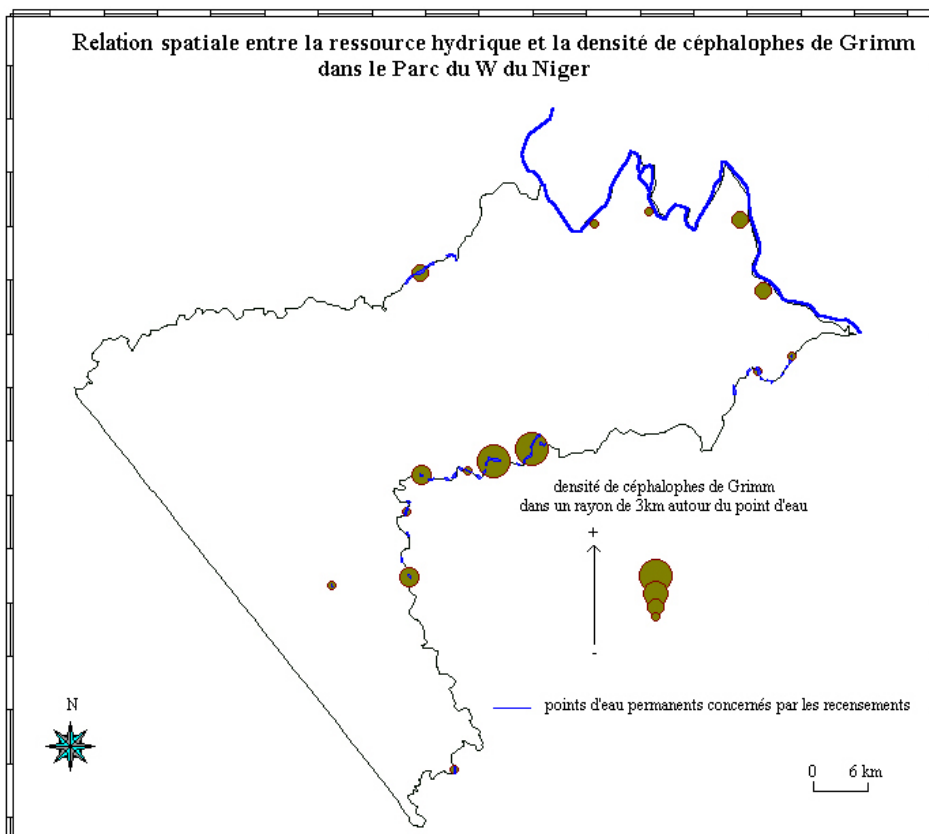 Relation spatiale entre la ressource hydrique et la densité de céphalophes de Grimm
dans le Parc du W du Niger
densité de céphalophes de Grimm
dans un rayon de 3km autour du point d'eau
+
-
points d'eau permanents concernés par les recensements
N
0 6 km